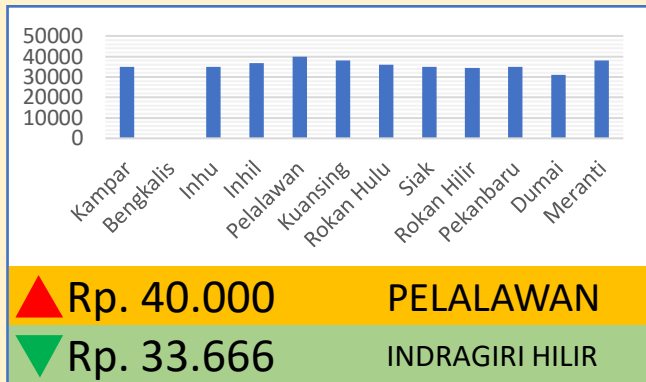 50000
40000
30000
20000
10000
0
Kampar
Bengkalis
Inhu
Inhil
Pelalawan
Kuansing
Rokan Hulu
Siak
Rokan Hilir
Pekanbaru
Dumai
Meranti
Rp. 40.000 PELALAWAN
Rp. 33.666 INDRAGIRI HILIR